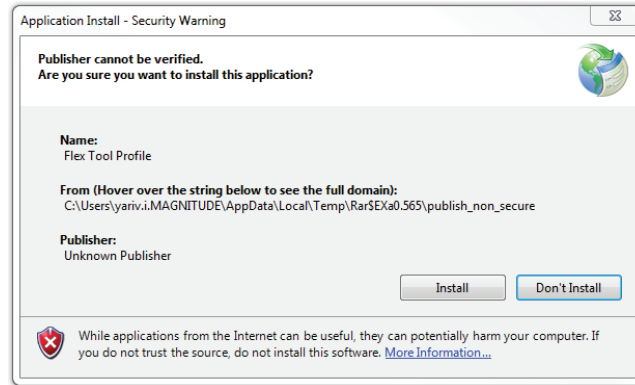 Application Install - Security Warning
Publisher cannot be verified.
Are you sure you want to install this application?
Name:
Flex Tool Profile
From (Hover over the string below to see the full domain):
C:\Users\yariv.i.MAGNITUDE\AppData\Local\Temp\Rar$EXa0.565\publish_non_secure
Publisher:
Unknown Publisher
Install
Don't Install
While applications from the Internet can be useful, they can potentially harm your computer. If
you do not trust the source, do not install this software. More Information...